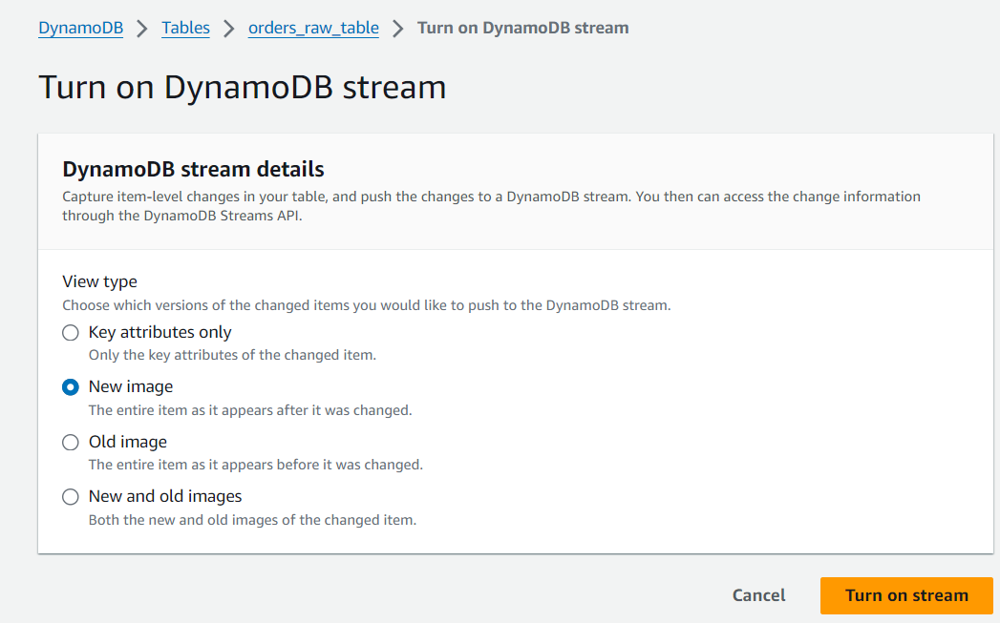 DynamoDB > Tables > orders_raw_table > Turn on DynamoDB stream
Turn on DynamoDB stream
DynamoDB stream details
Capture item-level changes in your table, and push the changes to a DynamoDB stream. You then can access the change information
through the DynamoDB Streams API.
View type
Choose which versions of the changed items you would like to push to the DynamoDB stream.
Key attributes only
Only the key attributes of the changed item.
New image
The entire item as it appears after it was changed.
Old image
The entire item as it appears before it was changed.
New and old images
Both the new and old images of the changed item.
Cancel Turn on stream